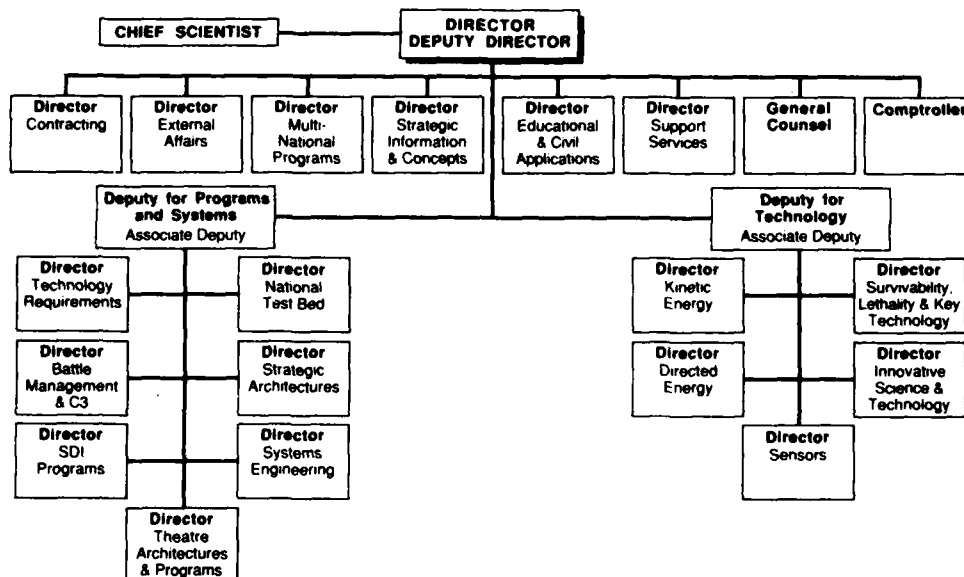 CHIEF SCIENTIST
DIRECTOR
DEPUTY DIRECTOR
Director
Contracting
Director
External
Affairs
Director
Multi-
National
Programs
Director
Strategic
Information
& Concepts
Director
Educational
& Civil
Applications
Director
Support
Services
General
Counsel
Comptroller
Deputy for Programs
and Systems
Associate Deputy
Deputy for
Technology
Associate Deputy
Director
Technology
Requirements
Director
National
Test Bed
Director
Kinetic
Energy
Director
Survivability,
Lethality & Key
Technology
Director
Battle
Management
& C3
Director
Strategic
Architectures
Director
Directed
Energy
Director
Innovative
Science &
Technology
Director
SDI
Programs
Director
Systems
Engineering
Director
Sensors
Director
Theatre
Architectures
& Programs